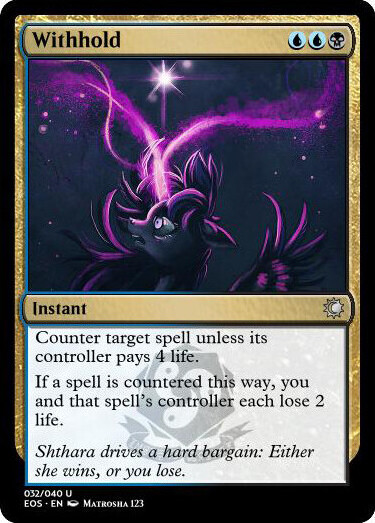 Withhold
Instant
Counter target spell unless its
controller pays 4 life.
If a spell is countered this way, you
and that spell's controller each lose 2
life.
Shthara drives a hard bargain: Either
she wins, or you lose.
032/040 U
EOS • EN Matrosha 123